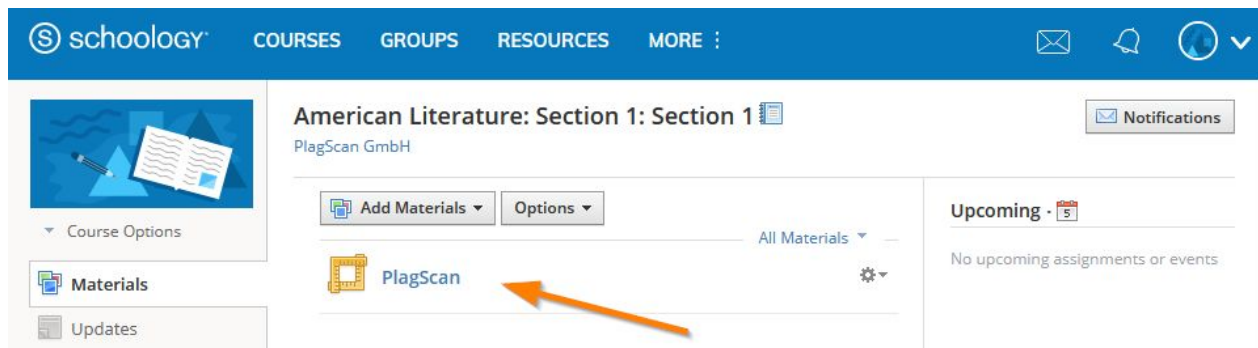 S schoology COURSES GROUPS RESOURCES MORE
American Literature: Section 1: Section 1
Notifications
PlagScan GmbH
Add Materials Options
Upcoming · 5
Course Options
All Materials
PlagScan
No upcoming assignments or events
Materials
Updates